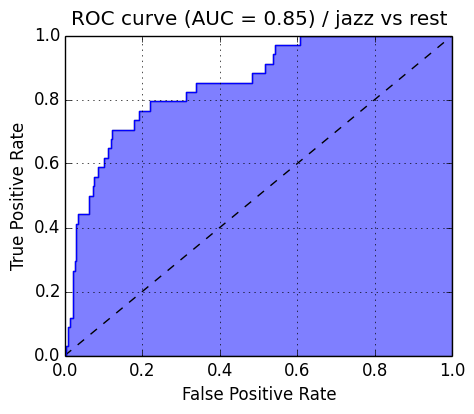 ROC curve (AUC = 0.85) / jazz vs rest
1.0
0.8
0.6
0.4
0.2
0.0
True Positive Rate
0.0 0.2 0.4 0.6 0.8 1.0
False Positive Rate